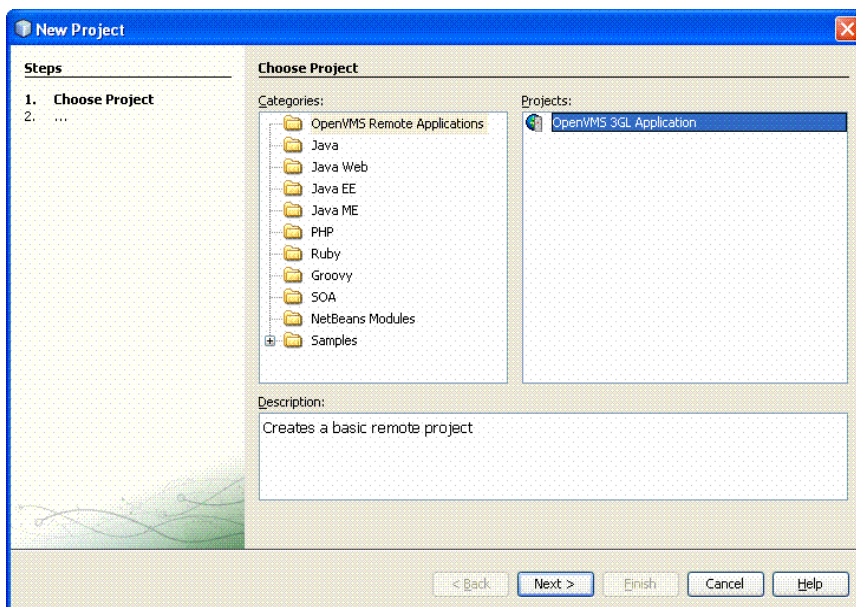 New Project
Steps
1. Choose Project
2. ...
Choose Project
Categories:
OpenVMS Remote Applications
Java
Java Web
Java EE
Java ME
PHP
Ruby
Groovy
SOA
NetBeans Modules
Samples
Projects:
OpenVMS 3GL Application
Description:
Creates a basic remote project
< Back
Next >
Finish
Cancel
Help